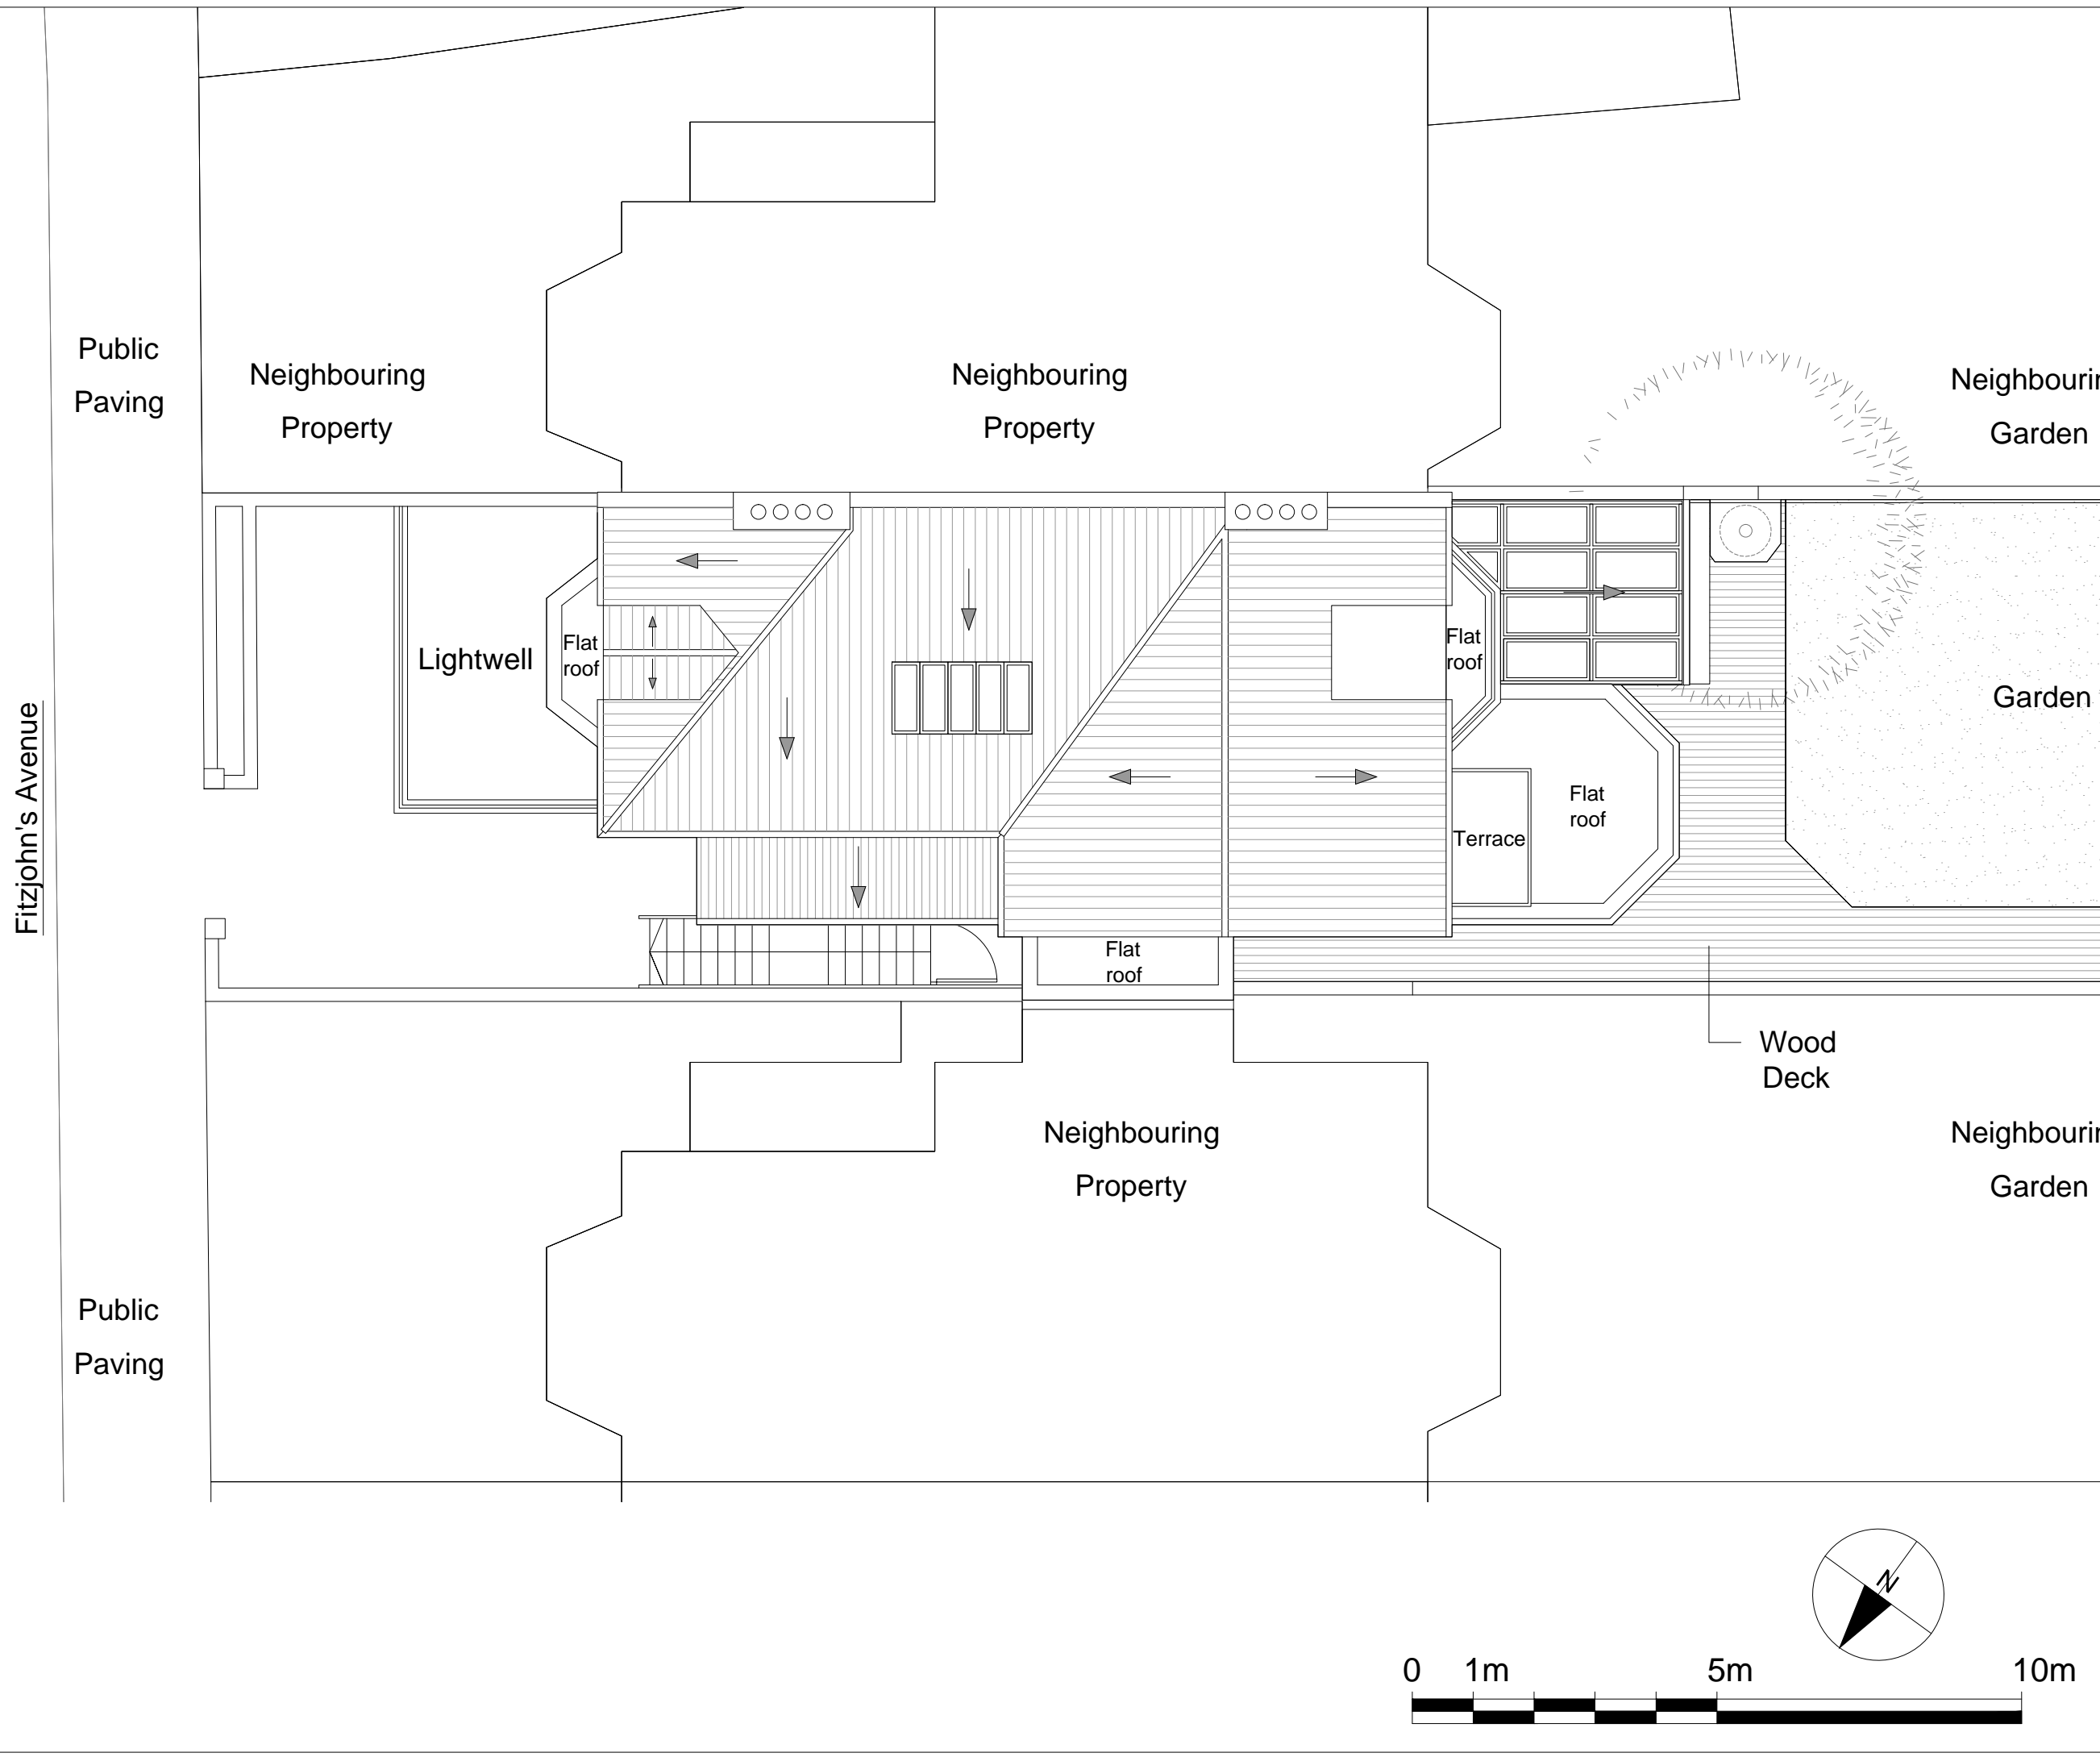 Public
Paving
Neighbouring
Property
Neighbouring
Property
Neighbourin
Garden
Lightwell
Flat
roof
Flat
roof
Garden
Fitzjohn's Avenue
Flat
roof
Terrace
Flat
roof
Wood
Deck
Neighbouring
Property
Neighbourin
Garden
Public
Paving
N
0 1m 5m 10m